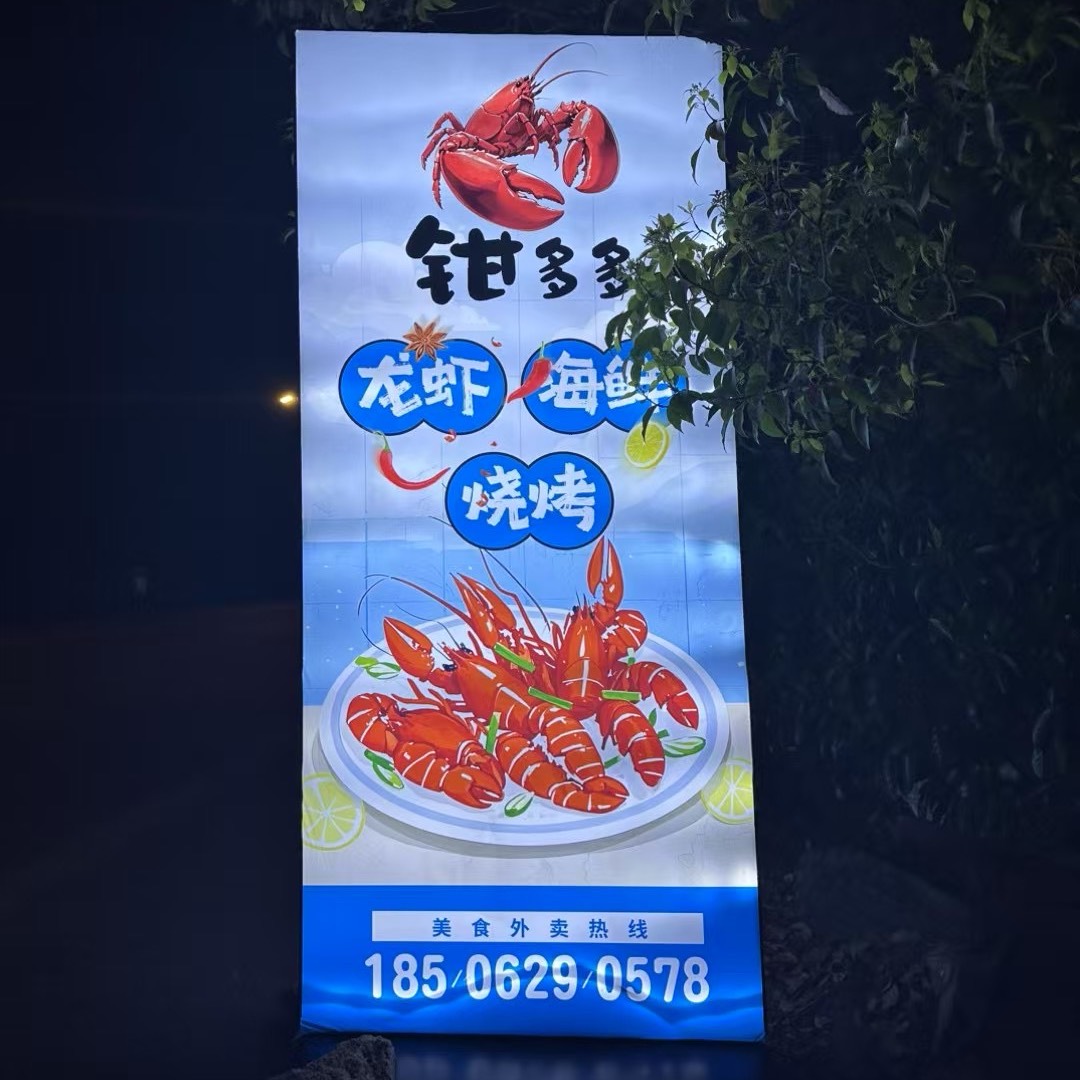 钳多多
龙虾 海鲜
烧烤
美食外卖热线
185/0629/0578